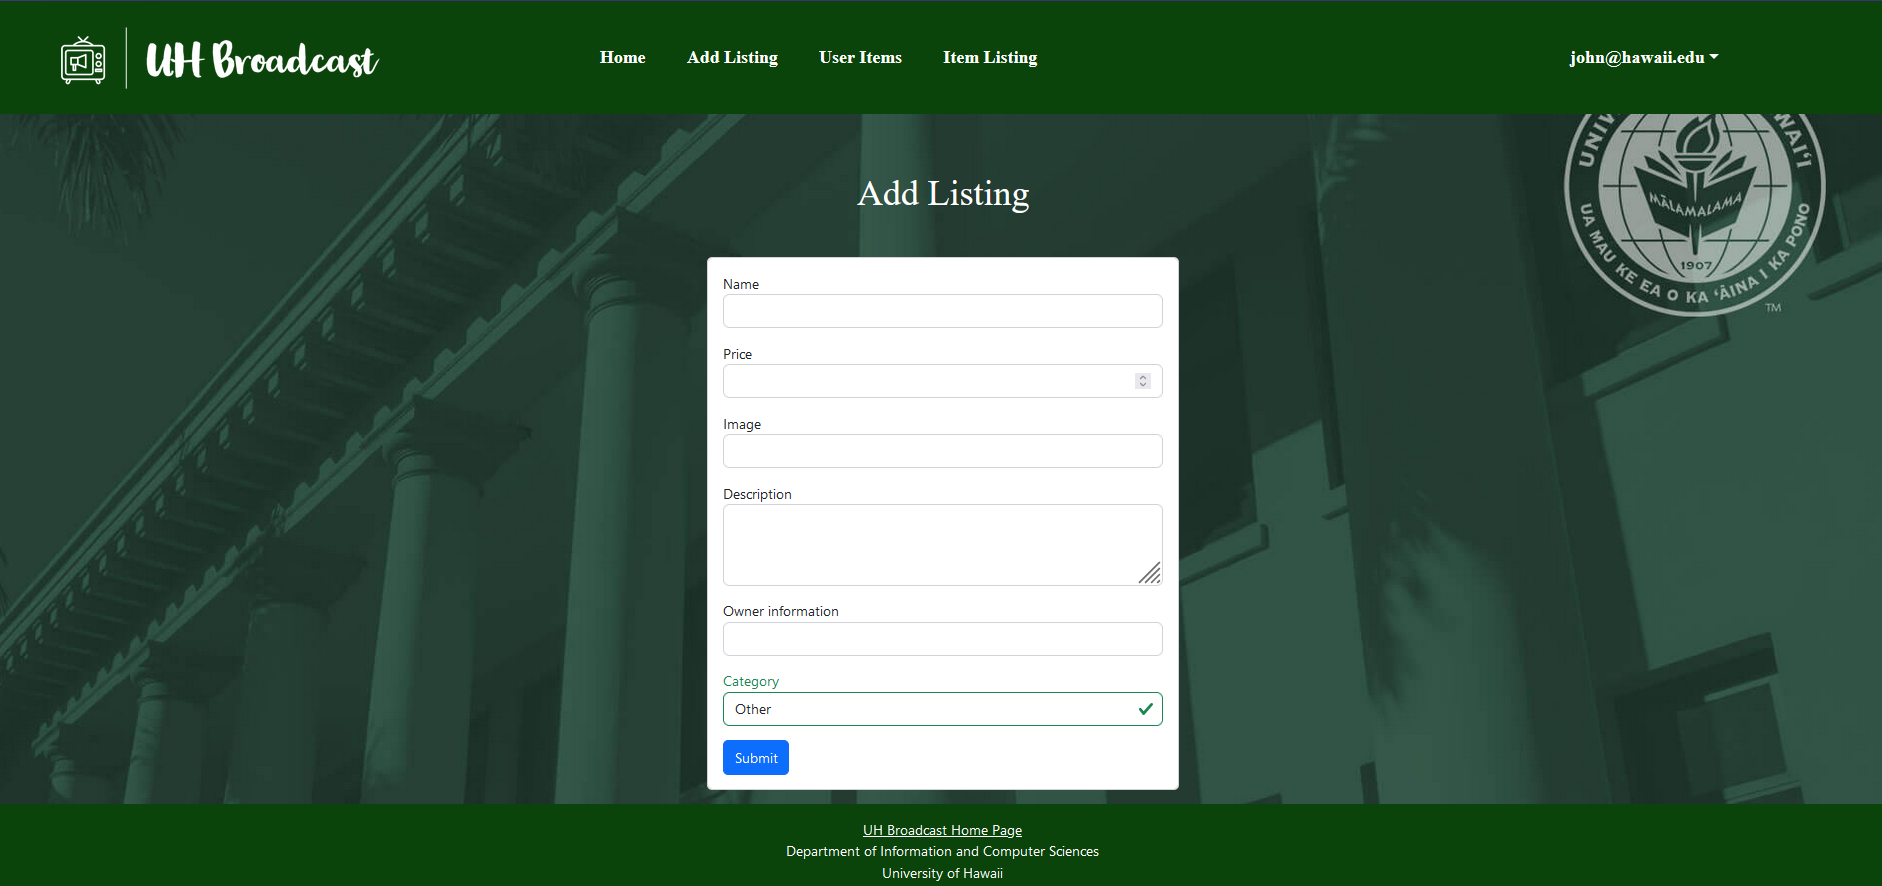 UH Broadcast
Home Add Listing User Items Item Listing
john@hawaii.edu
Add Listing
WAIʻI
MĀLAMALAMA
1907
UA MAU KE EA O KA ʻĀINA I KA PONO
TM
Name
Price
Image
Description
Owner information
Category
Other
Submit
UH Broadcast Home Page
Department of Information and Computer Sciences
University of Hawaii